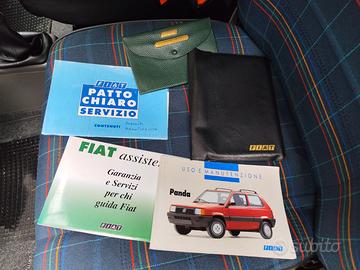 FIAT
PATTO
CHIARO
SERVIZIO
CONTENUTI
FIAT
FIAT assiste
Garanzia
e Servizi
per chi
guida Fiat
FIAT
USO E MANUTENZIONE
Panda
FIAT
subito